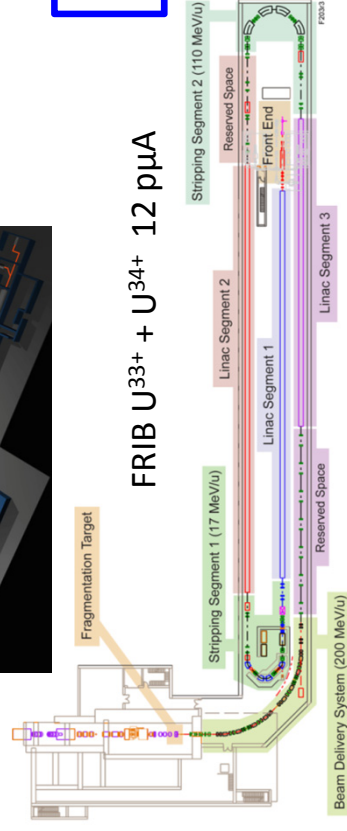 FRIB U³³⁺ + U³⁴⁺ 12 pµA
Fragmentation Target
Stripping Segment 1 (17 MeV/u)
Linac Segment 2
Reserved Space
Stripping Segment 2 (110 MeV/u)
Linac Segment 1
Front End
Beam Delivery System (200 MeV/u)
Reserved Space
Linac Segment 3
F203r3